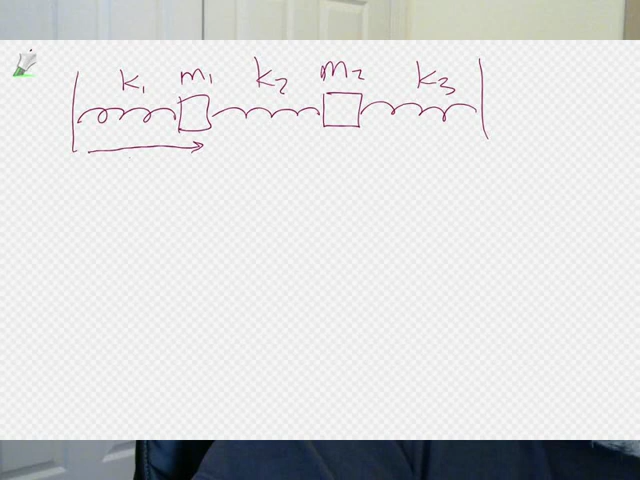 k₁ m₁ k₂ m₂ k₃